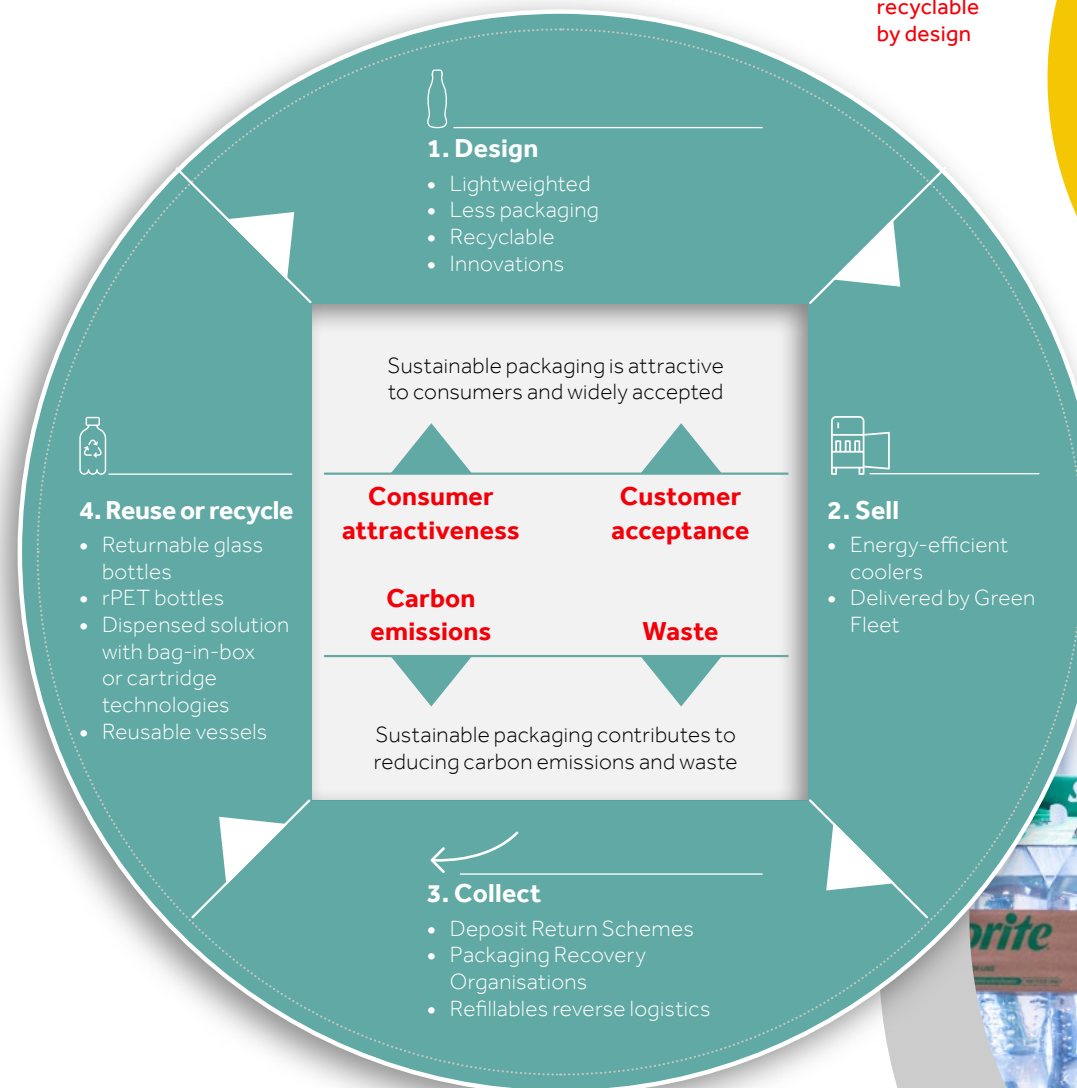 recyclable
by design
1. Design
• Lightweighted
• Less packaging
• Recyclable
• Innovations
Sustainable packaging is attractive
to consumers and widely accepted
Consumer
attractiveness
Customer
acceptance
Carbon
emissions
Waste
Sustainable packaging contributes to
reducing carbon emissions and waste
2. Sell
• Energy-efficient
coolers
• Delivered by Green
Fleet
3. Collect
• Deposit Return Schemes
• Packaging Recovery
Organisations
• Refillables reverse logistics
4. Reuse or recycle
• Returnable glass
bottles
• rPET bottles
• Dispensed solution
with bag-in-box
or cartridge
technologies
• Reusable vessels
rite